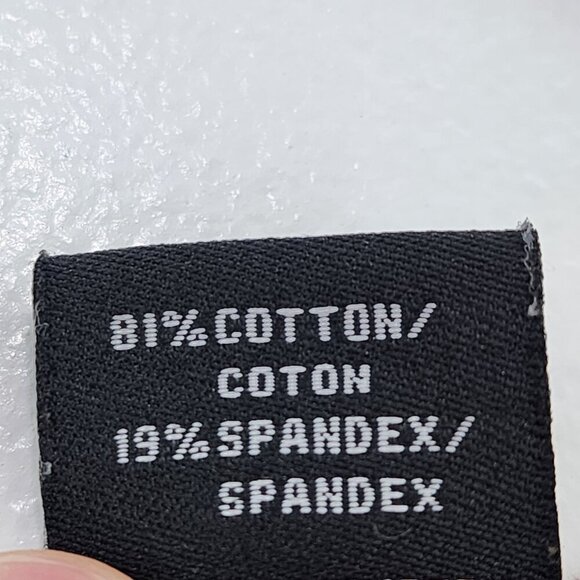 81% COTTON/
COTON
19% SPANDEX/
SPANDEX